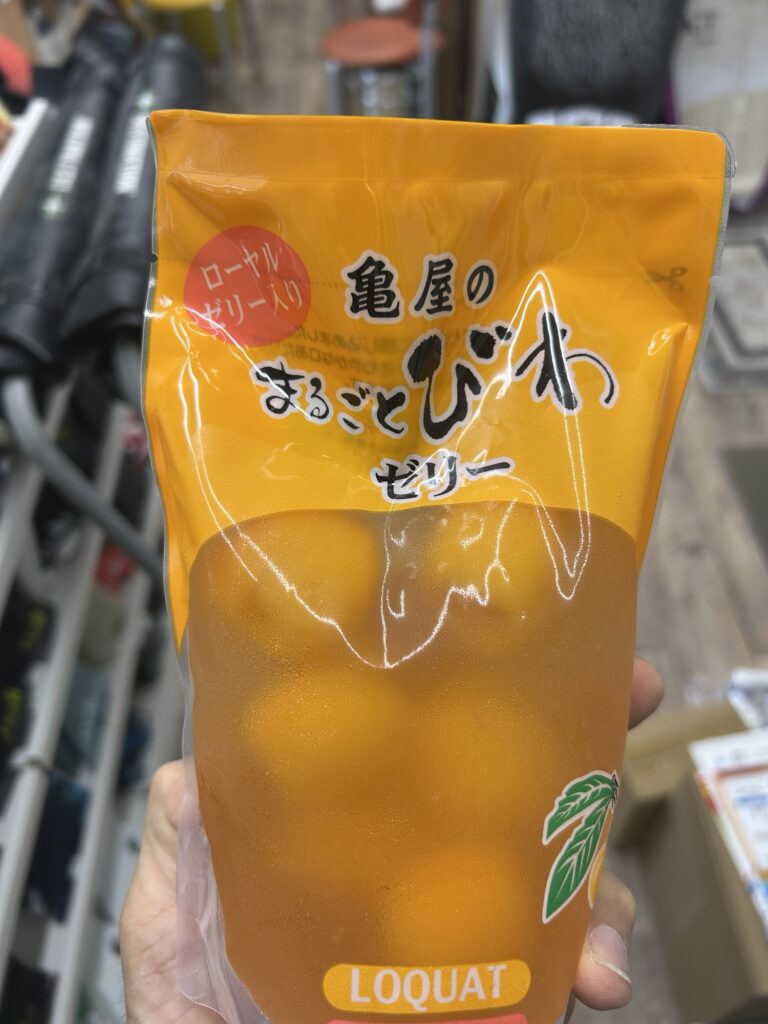 ローヤル
ゼリー入り
亀屋の
まるごとびわ
ゼリー
LOQUAT